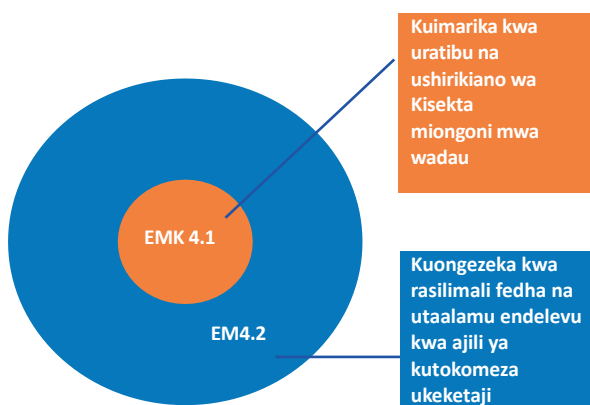 Kuimarika kwa
uratibu na
ushirikiano wa
Kisekta
miongoni mwa
wadau
EMK 4.1
EM4.2
Kuongezeka kwa
rasilimali fedha na
utaalamu endelevu
kwa ajili ya
kutokomeza
ukeketaji